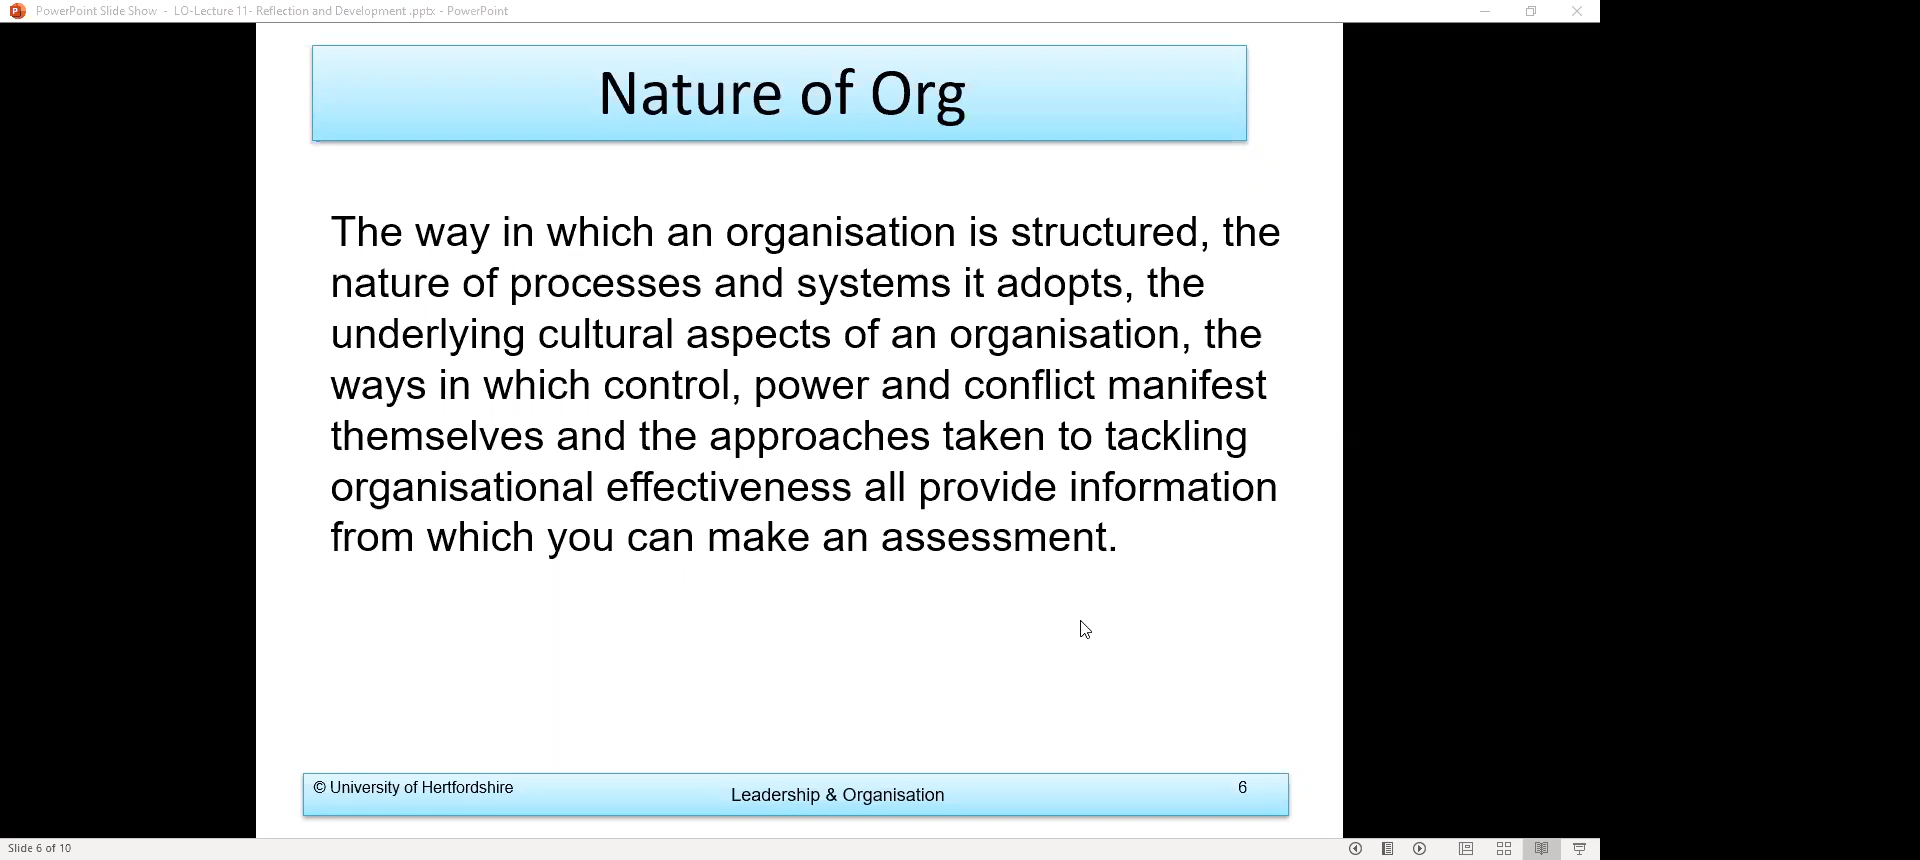 PowerPoint Slide Show - LO-Lecture 11- Reflection and Development .pptx - PowerPoint
Nature of Org
The way in which an organisation is structured, the
nature of processes and systems it adopts, the
underlying cultural aspects of an organisation, the
ways in which control, power and conflict manifest
themselves and the approaches taken to tackling
organisational effectiveness all provide information
from which you can make an assessment.
© University of Hertfordshire
Leadership & Organisation
6
Slide 6 of 10